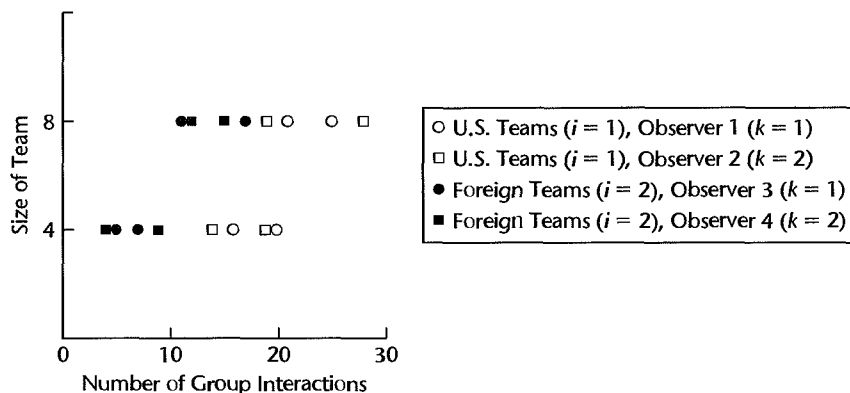 Size of Team
8
4
0
10
20
30
Number of Group Interactions
○ U.S. Teams (i = 1), Observer 1 (k = 1)
□ U.S. Teams (i = 1), Observer 2 (k = 2)
● Foreign Teams (i = 2), Observer 3 (k = 1)
■ Foreign Teams (i = 2), Observer 4 (k = 2)